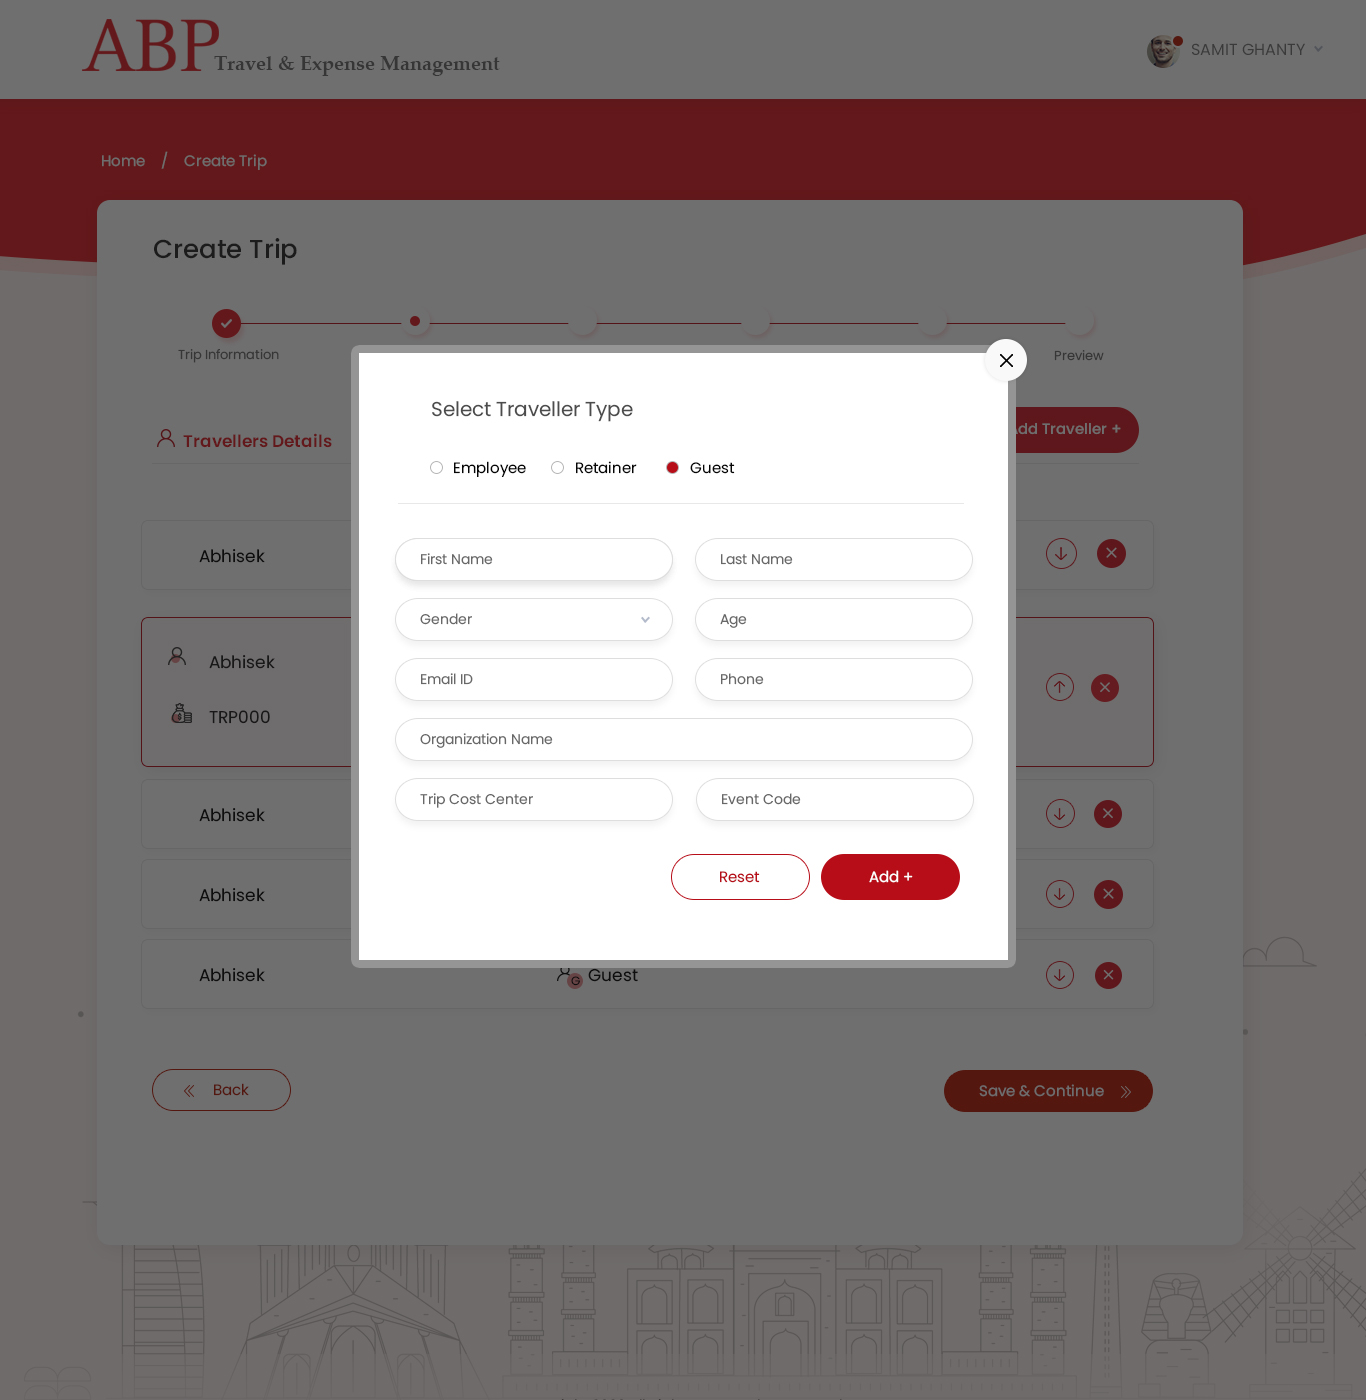 ABP Travel & Expense Management
SAMIT GHANTY
Home / Create Trip
Create Trip
Trip Information
Preview
Travellers Details
dd Traveller +
Select Traveller Type
Employee Retainer Guest
First Name Last Name
Gender Age
Email ID Phone
Organization Name
Trip Cost Center Event Code
Reset Add +
Abhisek
Abhisek
TRP000
Abhisek
Abhisek
Abhisek G Guest
Back Save & Continue